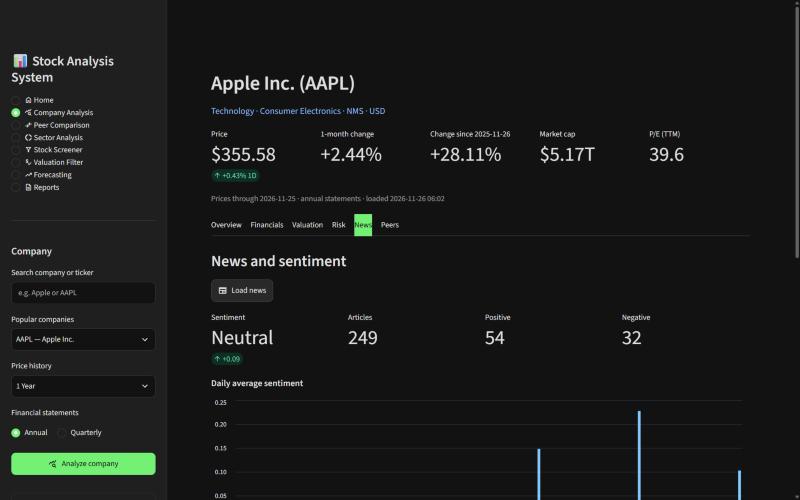 Stock Analysis
System
Home
Company Analysis
Peer Comparison
Sector Analysis
Stock Screener
Valuation Filter
Forecasting
Reports
Company
Search company or ticker
e.g. Apple or AAPL
Popular companies
AAPL — Apple Inc.
Price history
1 Year
Financial statements
Annual Quarterly
Analyze company
Apple Inc. (AAPL)
Technology · Consumer Electronics · NMS · USD
Price 1-month change Change since 2025-11-26 Market cap P/E (TTM)
$355.58 +2.44% +28.11% $5.17T 39.6
↑ +0.43% 1D
Prices through 2026-11-25 · annual statements · loaded 2026-11-26 06:02
Overview Financials Valuation Risk News Peers
News and sentiment
Load news
Sentiment Articles Positive Negative
Neutral 249 54 32
↑ +0.09
Daily average sentiment
0.25
0.20
0.15
0.10
0.05